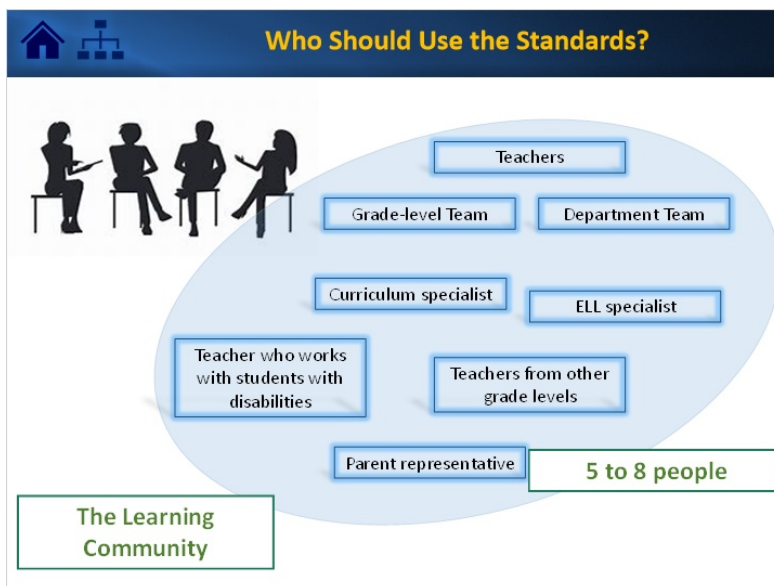 Who Should Use the Standards?
Teachers
Grade-level Team
Department Team
Curriculum specialist
ELL specialist
Teacher who works
with students with
disabilities
Teachers from other
grade levels
Parent representative
5 to 8 people
The Learning
Community